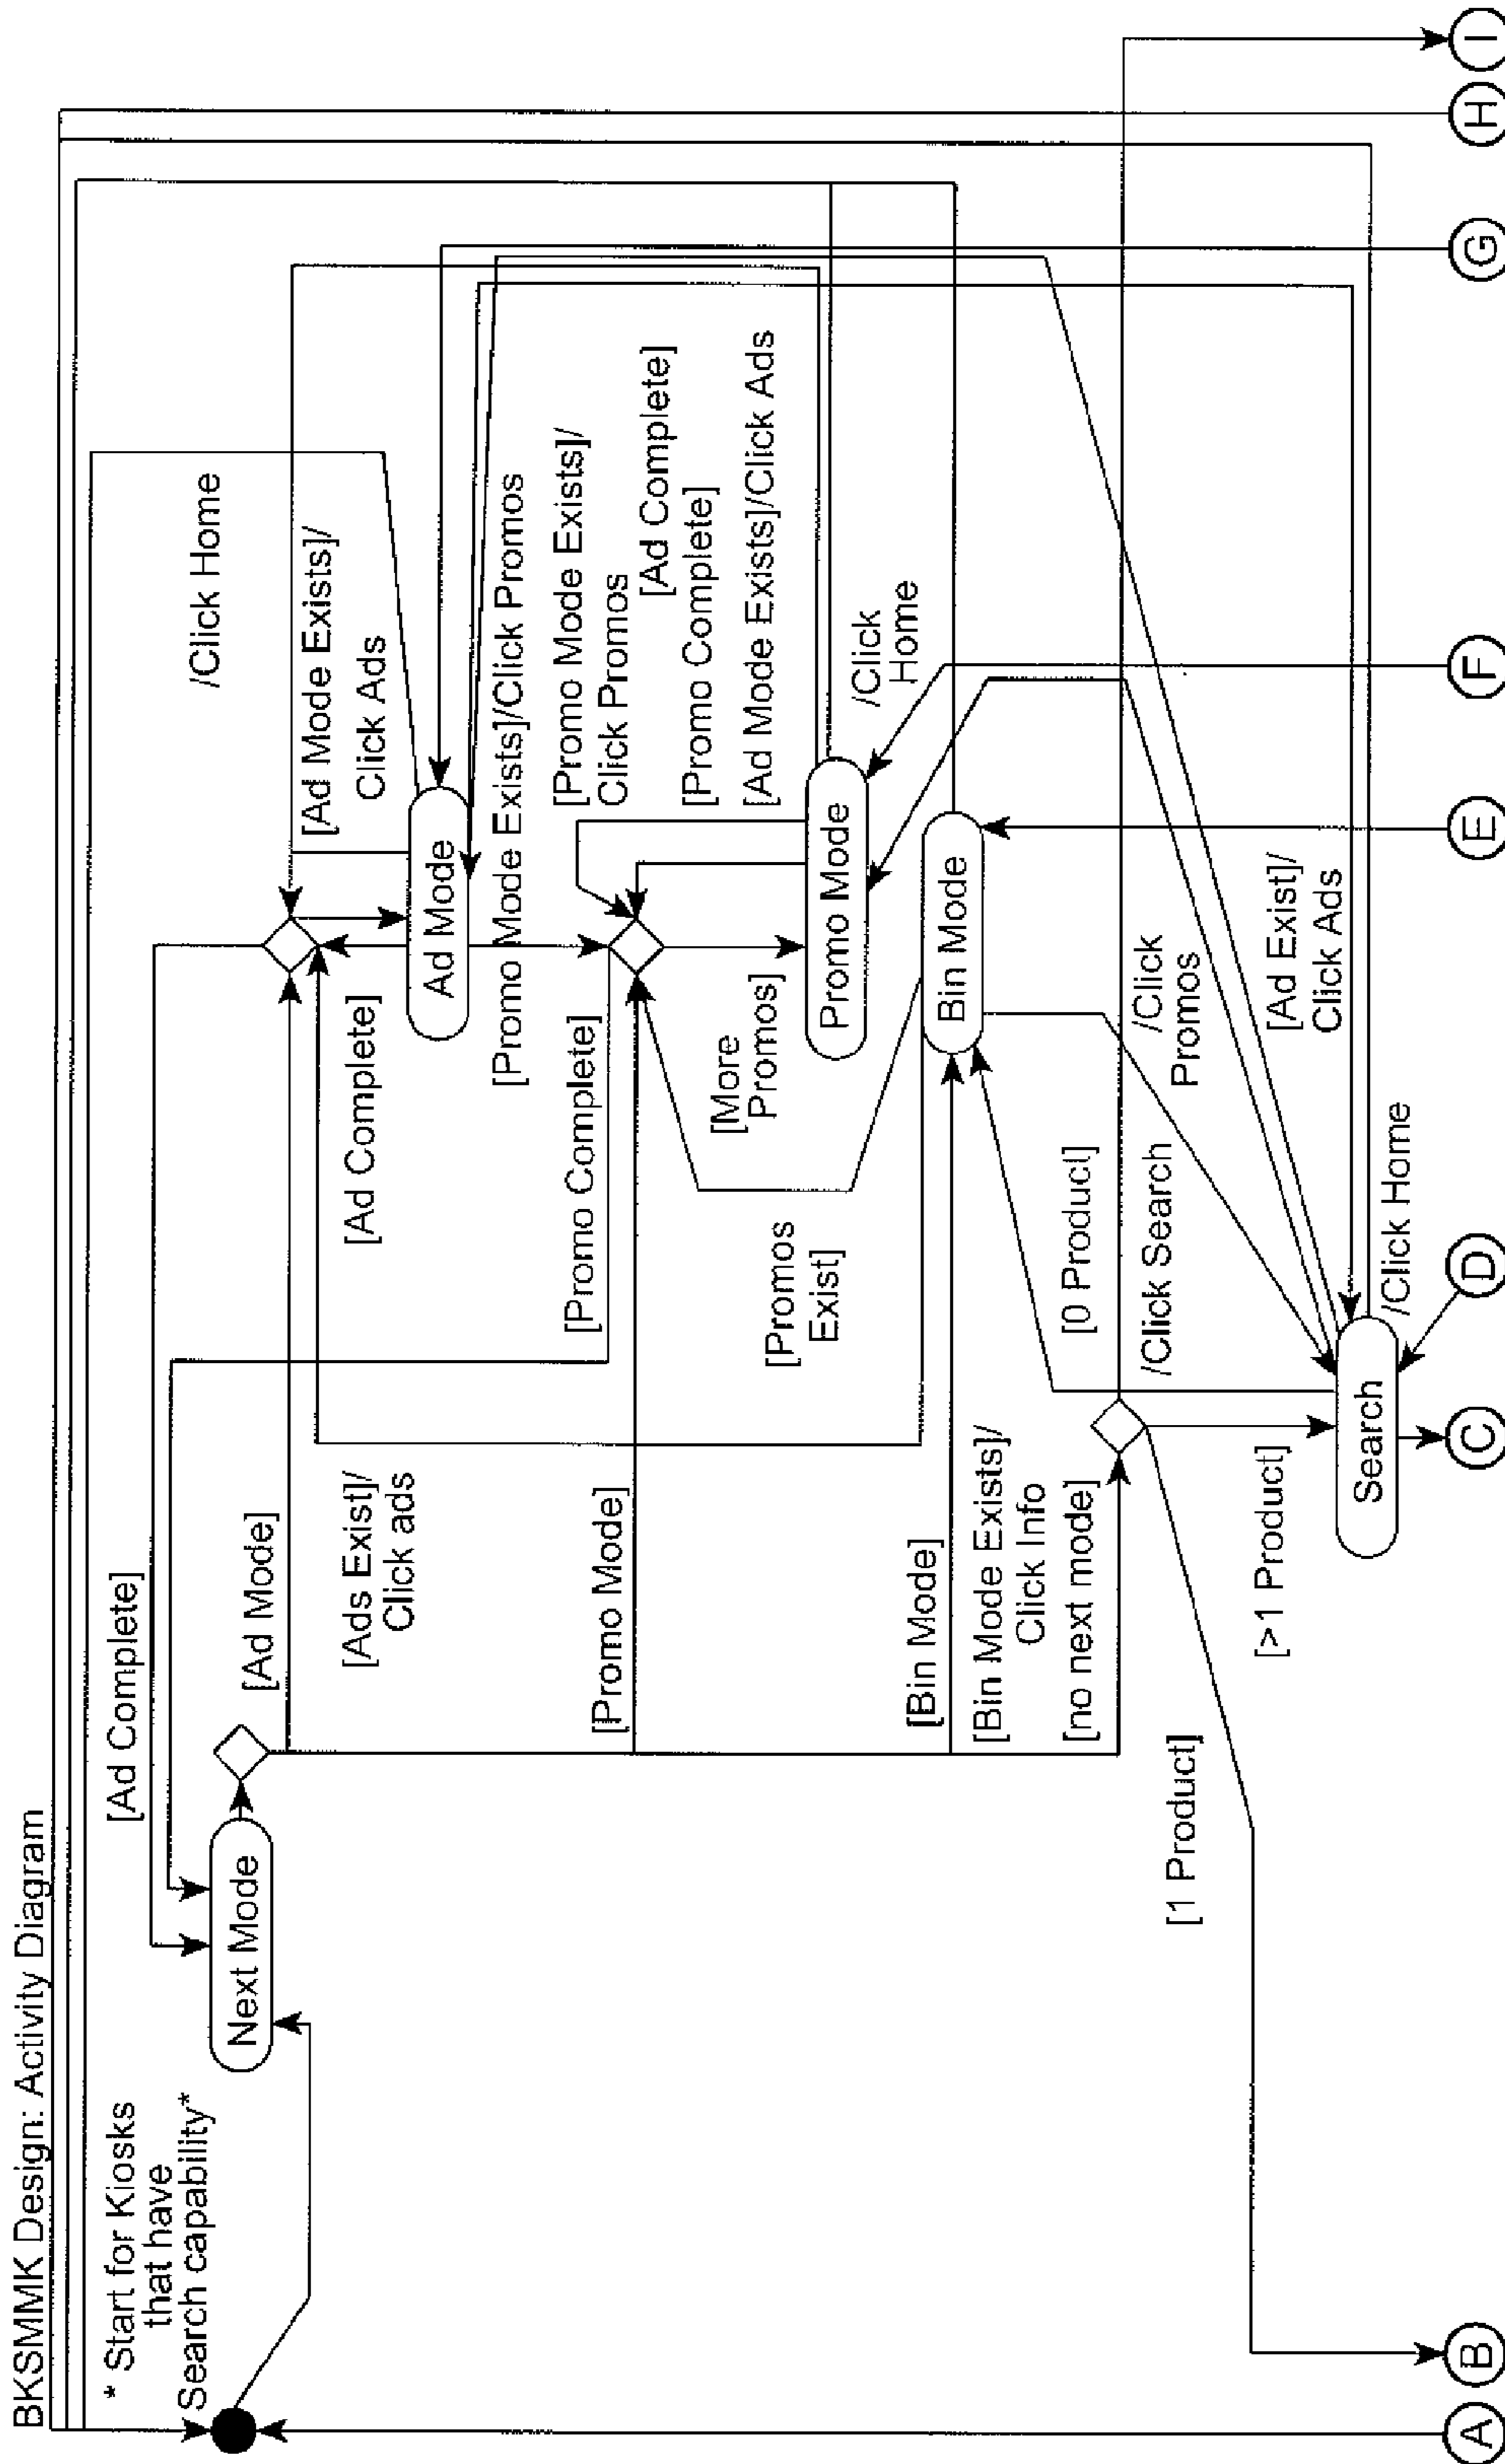 BKSMMK Design: Activity Diagram
* Start for Kiosks
that have
Search capability*
Next Mode
[Ad Complete]
[Ad Mode]
[Ads Exist]/
Click ads
[Ad Complete]
/Click Home
[Ad Mode Exists]/
Click Ads
Ad Mode
[Promo Mode Exists]/Click Promos
[Promo Mode]
[Promo Complete]
[Promo Mode Exists]/
Click Promos
[Ad Complete]
[Promo Complete]
[Ad Mode Exists]/Click Ads
[More
Promos]
[Promos
Exist]
Promo Mode
/Click
Home
[Bin Mode]
Bin Mode
[Bin Mode Exists]/
Click Info
[no next mode]
[0 Product]
/Click Search
/Click
Promos
[1 Product]
[>1 Product]
[Ad Exist]/
Click Ads
Search
/Click Home
A
B
C
D
E
F
G
H
I